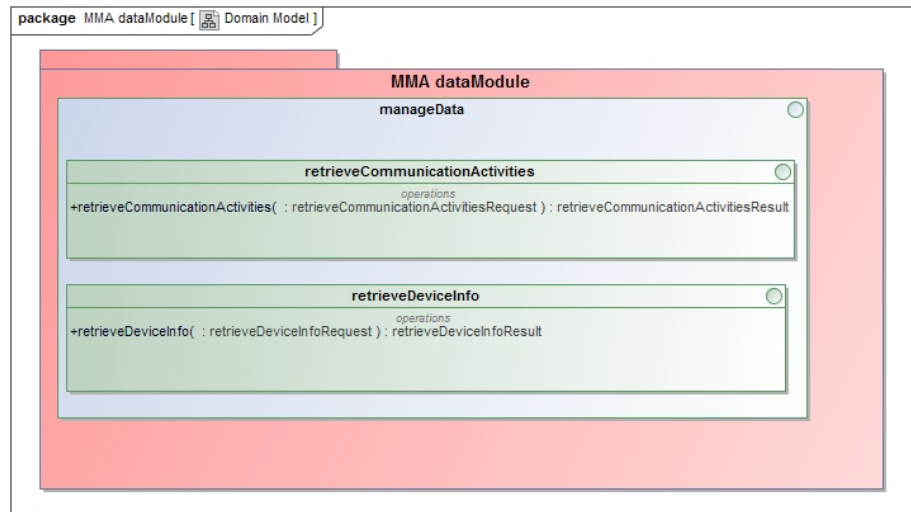 package MMA dataModule [ Domain Model ]
MMA dataModule
manageData
retrieveCommunicationActivities
operations
+retrieveCommunicationActivities( : retrieveCommunicationActivitiesRequest ) : retrieveCommunicationActivitiesResult
retrieveDeviceInfo
operations
+retrieveDeviceInfo( : retrieveDeviceInfoRequest ) : retrieveDeviceInfoResult